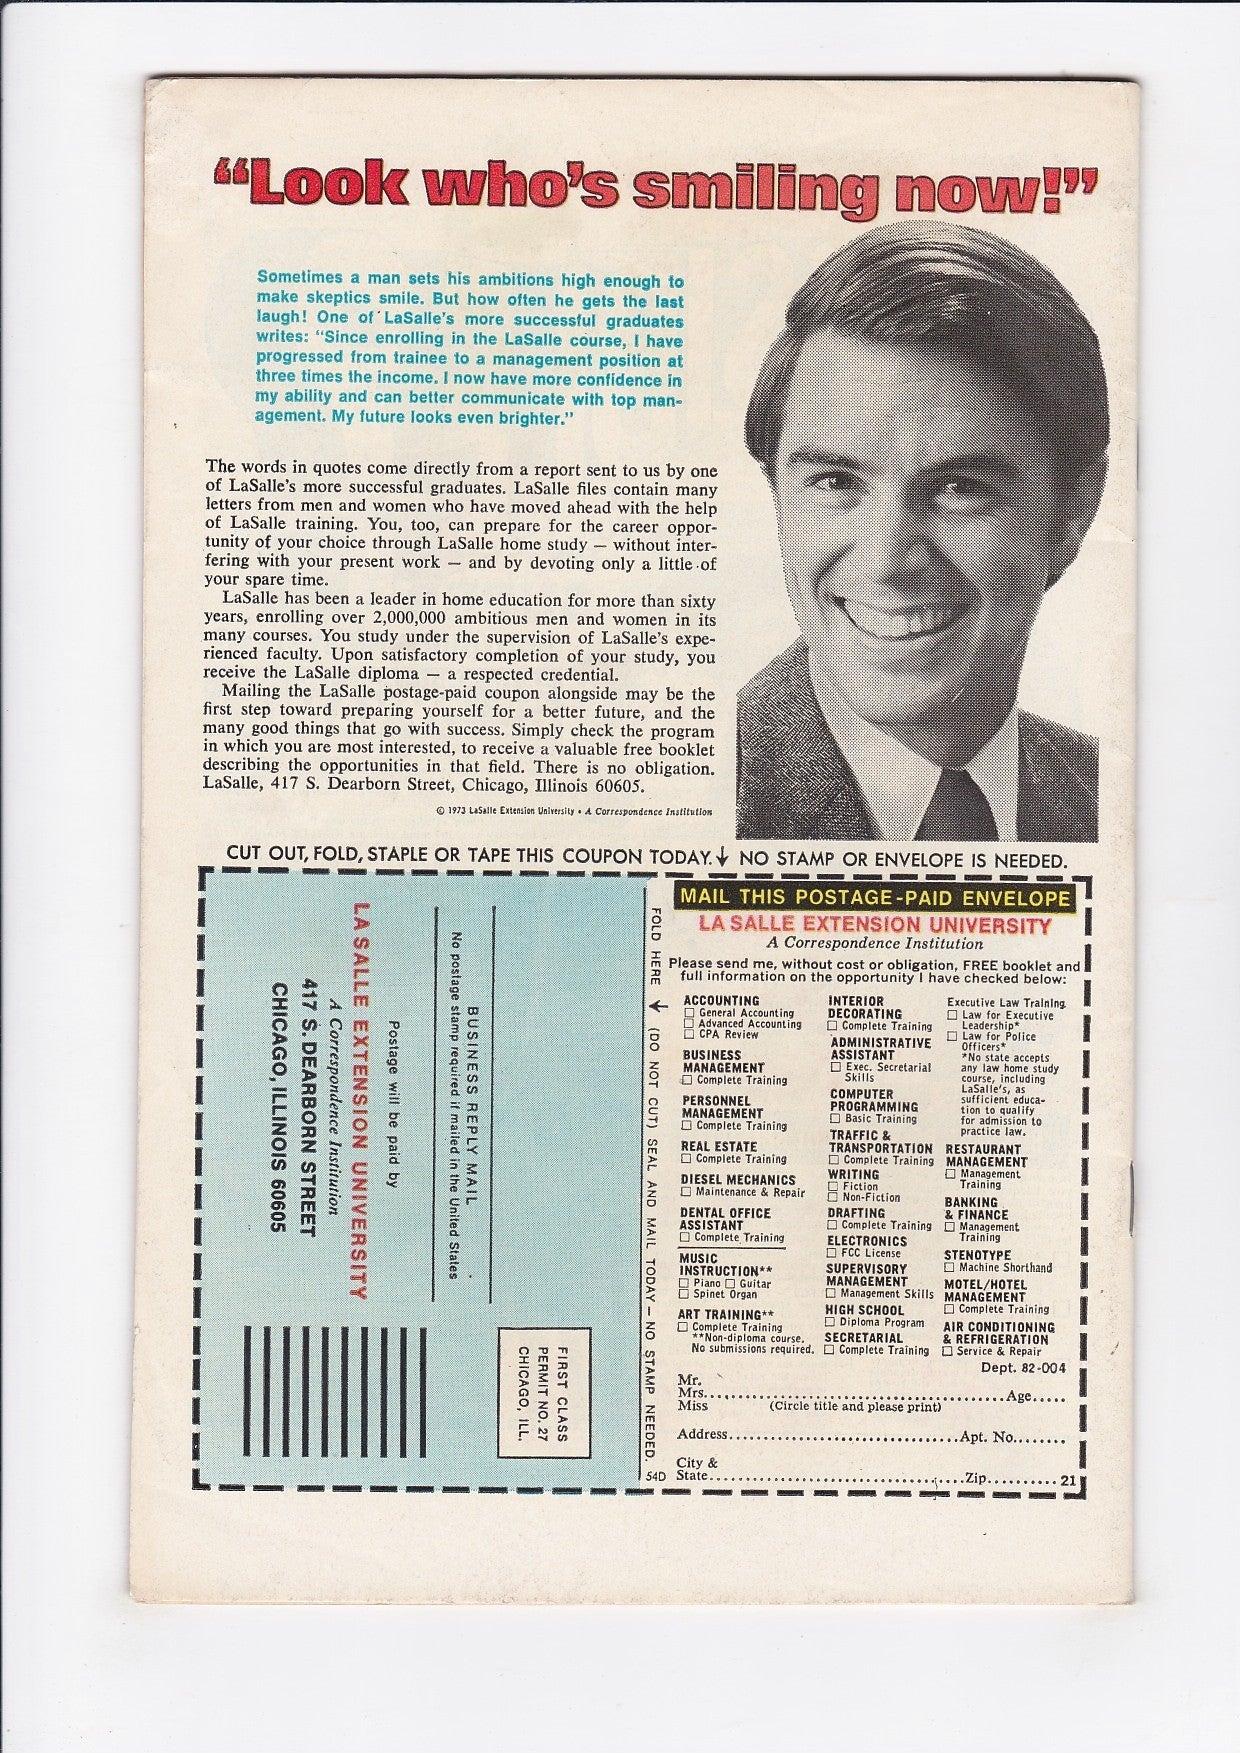 “Look who’s smiling now!”
Sometimes a man sets his ambitions high enough to
make skeptics smile. But how often he gets the last
laugh! One of LaSalle’s more successful graduates
writes: “Since enrolling in the LaSalle course, I have
progressed from trainee to a management position at
three times the income. I now have more confidence in
my ability and can better communicate with top man-
agement. My future looks even brighter.”
The words in quotes come directly from a report sent to us by one
of LaSalle’s more successful graduates. LaSalle files contain many
letters from men and women who have moved ahead with the help
of LaSalle training. You, too, can prepare for the career oppor-
tunity of your choice through LaSalle home study — without inter-
fering with your present work — and by devoting only a little of
your spare time.
LaSalle has been a leader in home education for more than sixty
years, enrolling over 2,000,000 ambitious men and women in its
many courses. You study under the supervision of LaSalle’s expe-
rienced faculty. Upon satisfactory completion of your study, you
receive the LaSalle diploma — a respected credential.
Mailing the LaSalle postage-paid coupon alongside may be the
first step toward preparing yourself for a better future, and the
many good things that go with success. Simply check the program
in which you are most interested, to receive a valuable free booklet
describing the opportunities in that field. There is no obligation.
LaSalle, 417 S. Dearborn Street, Chicago, Illinois 60605.
© 1973 LaSalle Extension University • A Correspondence Institution
CUT OUT, FOLD, STAPLE OR TAPE THIS COUPON TODAY.↓ NO STAMP OR ENVELOPE IS NEEDED.
FIRST CLASS
PERMIT NO. 27
CHICAGO, ILL.
BUSINESS REPLY MAIL
No postage stamp required if mailed in the United States
Postage will be paid by
LA SALLE EXTENSION UNIVERSITY
A Correspondence Institution
417 S. DEARBORN STREET
CHICAGO, ILLINOIS 60605
FOLD HERE ↓ (DO NOT CUT) SEAL AND MAIL TODAY — NO STAMP NEEDED.
MAIL THIS POSTAGE-PAID ENVELOPE
LA SALLE EXTENSION UNIVERSITY
A Correspondence Institution
Please send me, without cost or obligation, FREE booklet and
full information on the opportunity I have checked below:
ACCOUNTING
☐ General Accounting
☐ Advanced Accounting
☐ CPA Review
BUSINESS
MANAGEMENT
☐ Complete Training
PERSONNEL
MANAGEMENT
☐ Complete Training
REAL ESTATE
☐ Complete Training
DIESEL MECHANICS
☐ Maintenance & Repair
DENTAL OFFICE
ASSISTANT
☐ Complete Training
MUSIC
INSTRUCTION**
☐ Piano ☐ Guitar
☐ Spinet Organ
ART TRAINING**
☐ Complete Training
**Non-diploma course.
No submissions required.
INTERIOR
DECORATING
☐ Complete Training
ADMINISTRATIVE
ASSISTANT
☐ Exec. Secretarial
Skills
COMPUTER
PROGRAMMING
☐ Basic Training
TRAFFIC &
TRANSPORTATION
☐ Complete Training
WRITING
☐ Fiction
☐ Non-Fiction
DRAFTING
☐ Complete Training
ELECTRONICS
☐ FCC License
SUPERVISORY
MANAGEMENT
☐ Management Skills
HIGH SCHOOL
☐ Diploma Program
SECRETARIAL
☐ Complete Training
Executive Law Training
☐ Law for Executive
Leadership*
☐ Law for Police
Officers*
*No state accepts
any law home study
course, including
LaSalle’s, as
sufficient educa-
tion to qualify
for admission to
practice law.
RESTAURANT
MANAGEMENT
☐ Management
Training
BANKING
& FINANCE
☐ Management
Training
STENOTYPE
☐ Machine Shorthand
MOTEL/HOTEL
MANAGEMENT
☐ Complete Training
AIR CONDITIONING
& REFRIGERATION
☐ Service & Repair
Dept. 82-004
Mr.
Mrs. ........ Age.....
Miss (Circle title and please print)
Address ........ Apt. No........
City &
54D State ........ Zip.......... 21